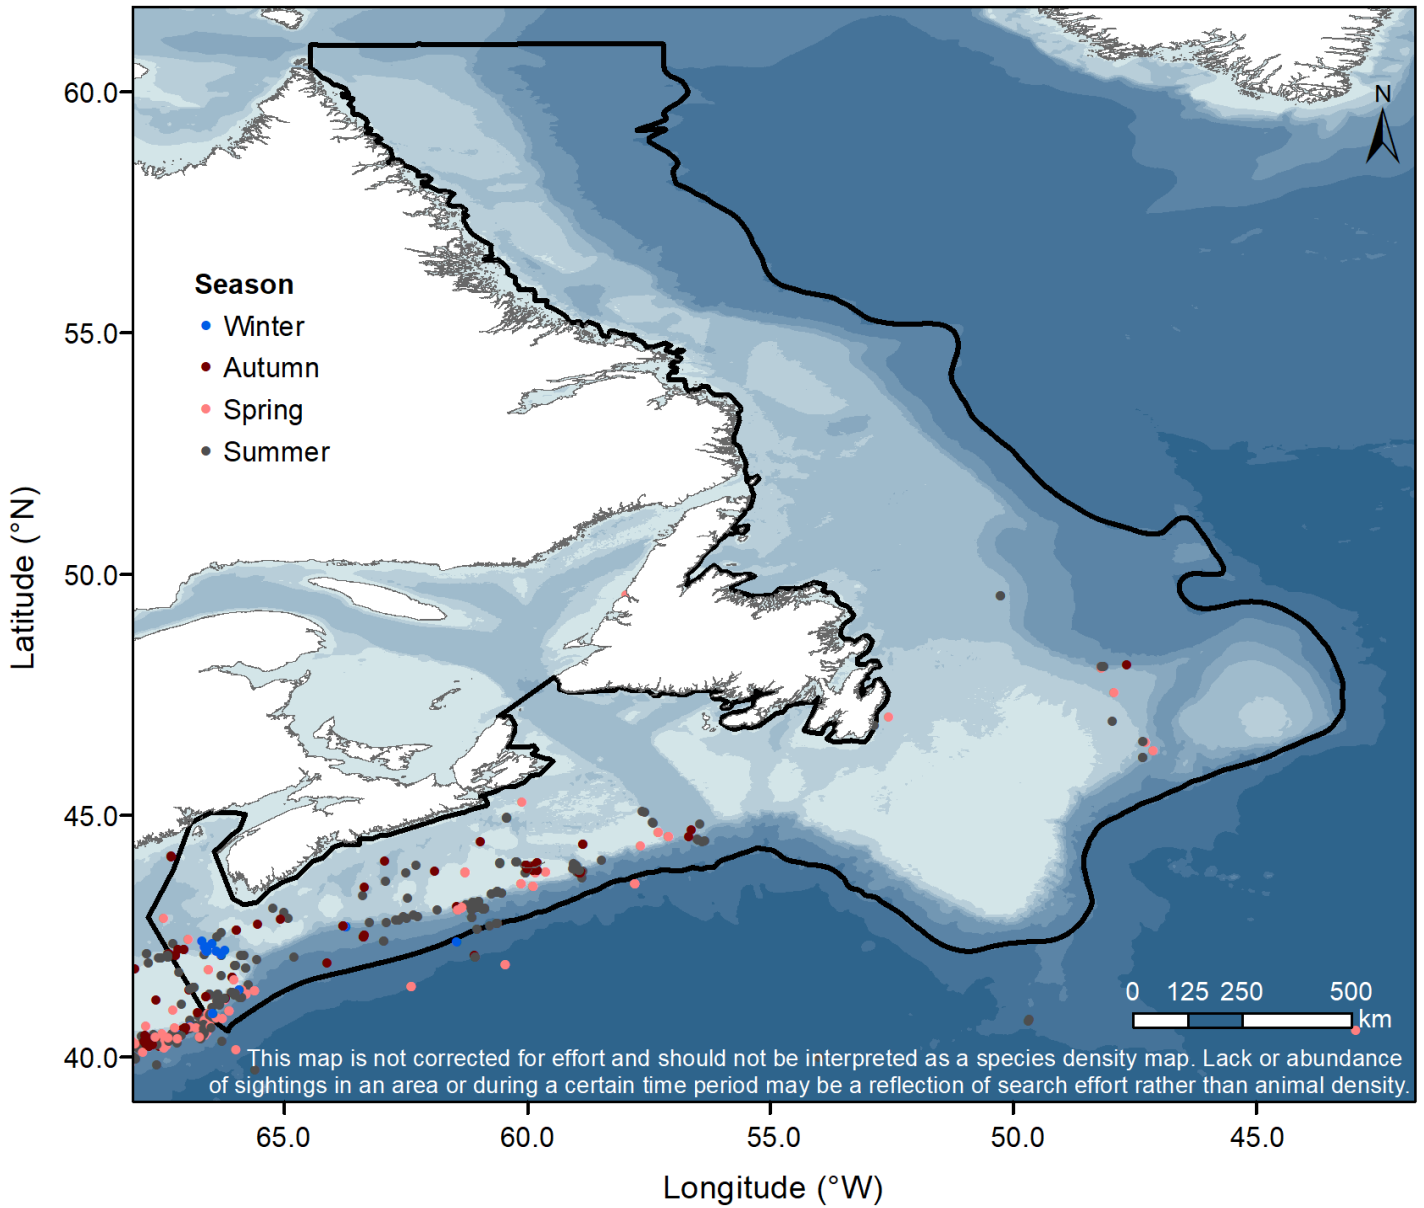 N
60.0
55.0
50.0
45.0
40.0
Latitude (°N)
Season
Winter
Autumn
Spring
Summer
0 125 250 500
km
This map is not corrected for effort and should not be interpreted as a species density map. Lack or abundance
of sightings in an area or during a certain time period may be a reflection of search effort rather than animal density.
65.0 60.0 55.0 50.0 45.0
Longitude (°W)